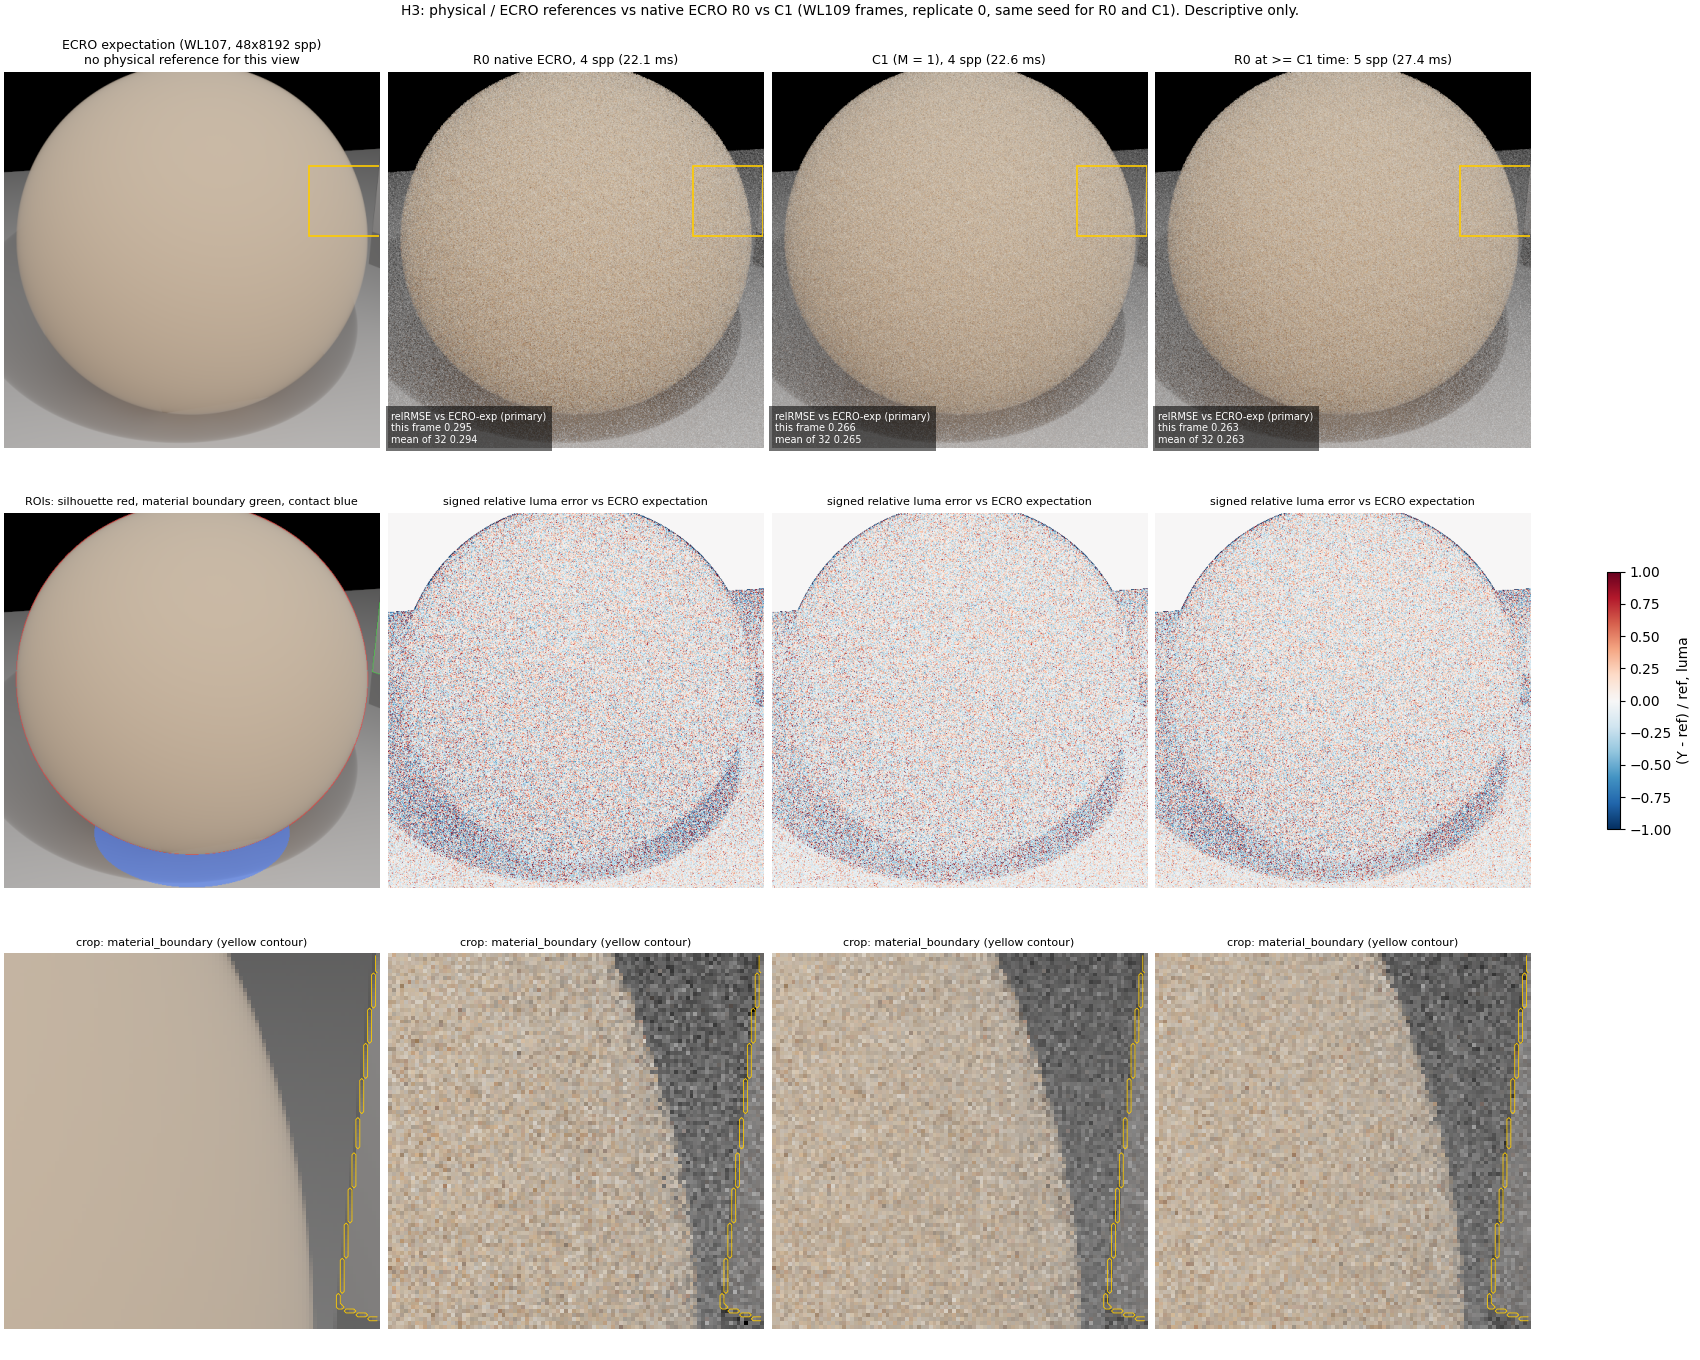 H3: physical / ECRO references vs native ECRO R0 vs C1 (WL109 frames, replicate 0, same seed for R0 and C1). Descriptive only.
ECRO expectation (WL107, 48x8192 spp)
no physical reference for this view
R0 native ECRO, 4 spp (22.1 ms)
C1 (M = 1), 4 spp (22.6 ms)
R0 at >= C1 time: 5 spp (27.4 ms)
relRMSE vs ECRO-exp (primary)
this frame 0.295
mean of 32 0.294
relRMSE vs ECRO-exp (primary)
this frame 0.266
mean of 32 0.265
relRMSE vs ECRO-exp (primary)
this frame 0.263
mean of 32 0.263
ROIs: silhouette red, material boundary green, contact blue
signed relative luma error vs ECRO expectation
signed relative luma error vs ECRO expectation
signed relative luma error vs ECRO expectation
1.00
0.75
0.50
0.25
0.00
−0.25
−0.50
−0.75
−1.00
(Y - ref) / ref, luma
crop: material_boundary (yellow contour)
crop: material_boundary (yellow contour)
crop: material_boundary (yellow contour)
crop: material_boundary (yellow contour)